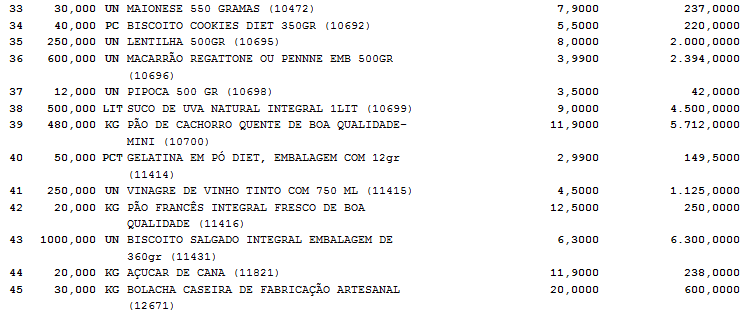 33 30,000 UN MAIONESE 550 GRAMAS (10472) 7,9000 237,0000
34 40,000 PC BISCOITO COOKIES DIET 350GR (10692) 5,5000 220,0000
35 250,000 UN LENTILHA 500GR (10695) 8,0000 2.000,0000
36 600,000 UN MACARRÃO REGATTONE OU PENNNE EMB 500GR 3,9900 2.394,0000
(10696)
37 12,000 UN PIPOCA 500 GR (10698) 3,5000 42,0000
38 500,000 LIT SUCO DE UVA NATURAL INTEGRAL 1LIT (10699) 9,0000 4.500,0000
39 480,000 KG PÃO DE CACHORRO QUENTE DE BOA QUALIDADE- 11,9000 5.712,0000
MINI (10700)
40 50,000 PCT GELATINA EM PÓ DIET, EMBALAGEM COM 12gr 2,9900 149,5000
(11414)
41 250,000 UN VINAGRE DE VINHO TINTO COM 750 ML (11415) 4,5000 1.125,0000
42 20,000 KG PÃO FRANCÊS INTEGRAL FRESCO DE BOA 12,5000 250,0000
QUALIDADE (11416)
43 1000,000 UN BISCOITO SALGADO INTEGRAL EMBALAGEM DE 6,3000 6.300,0000
360gr (11431)
44 20,000 KG AÇUCAR DE CANA (11821) 11,9000 238,0000
45 30,000 KG BOLACHA CASEIRA DE FABRICAÇÃO ARTESANAL 20,0000 600,0000
(12671)